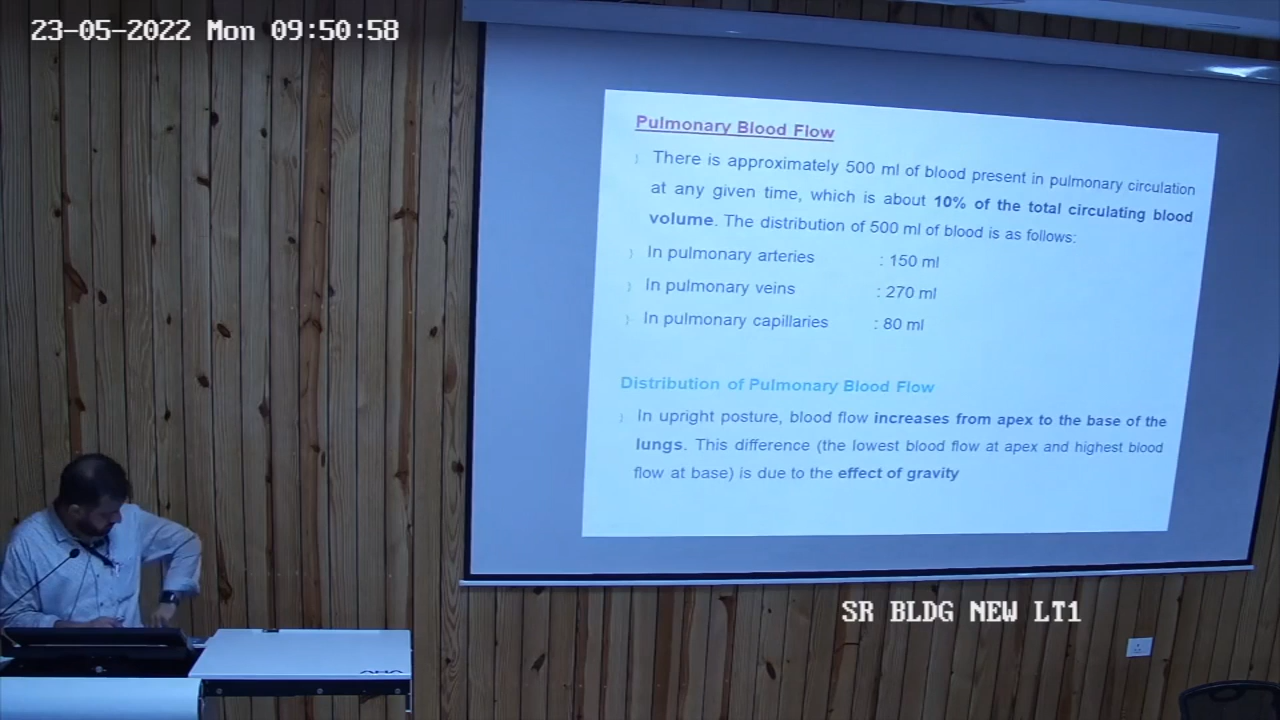 23-05-2022 Mon 09:50:58
Pulmonary Blood Flow
There is approximately 500 ml of blood present in pulmonary circulation
at any given time, which is about 10% of the total circulating blood
volume. The distribution of 500 ml of blood is as follows:
In pulmonary arteries : 150 ml
In pulmonary veins : 270 ml
In pulmonary capillaries : 80 ml
Distribution of Pulmonary Blood Flow
In upright posture, blood flow increases from apex to the base of the
lungs. This difference (the lowest blood flow at apex and highest blood
flow at base) is due to the effect of gravity
SR BLDG NEW LT1
AHA